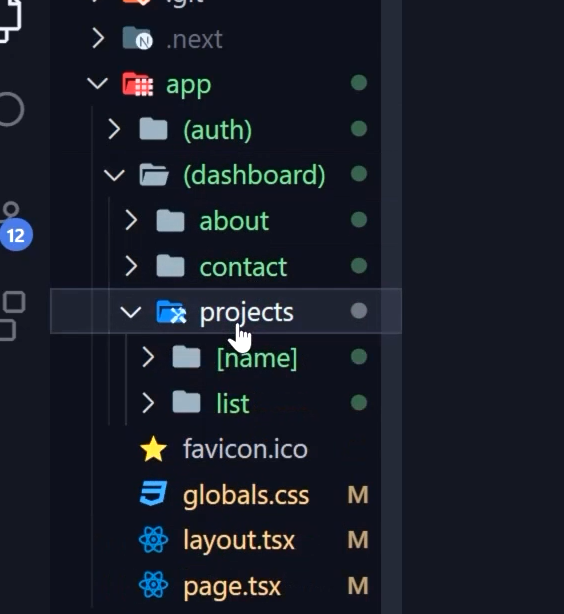 .git
.next
app
(auth)
(dashboard)
12
about
contact
projects
[name]
list
favicon.ico
globals.css M
layout.tsx M
page.tsx M